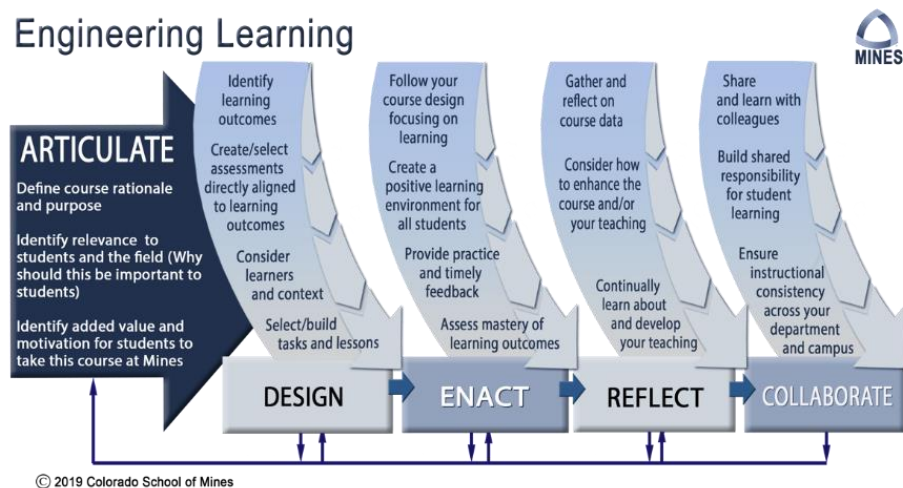 Engineering Learning
MINES
ARTICULATE
Define course rationale
and purpose
Identify relevance to
students and the field (Why
should this be important to
students)
Identify added value and
motivation for students to
take this course at Mines
Identify
learning
outcomes
Create/select
assessments
directly aligned
to learning
outcomes
Consider
learners
and context
Select/build
tasks and lessons
DESIGN
Follow your
course design
focusing on
learning
Create a
positive learning
environment for
all students
Provide practice
and timely
feedback
Assess mastery of
learning outcomes
ENACT
Gather and
reflect on
course data
Consider how
to enhance the
course and/or
your teaching
Continually
learn about
and develop
your teaching
REFLECT
Share
and learn with
colleagues
Build shared
responsibility
for student
learning
Ensure
instructional
consistency
across your
department
and campus
COLLABORATE
© 2019 Colorado School of Mines